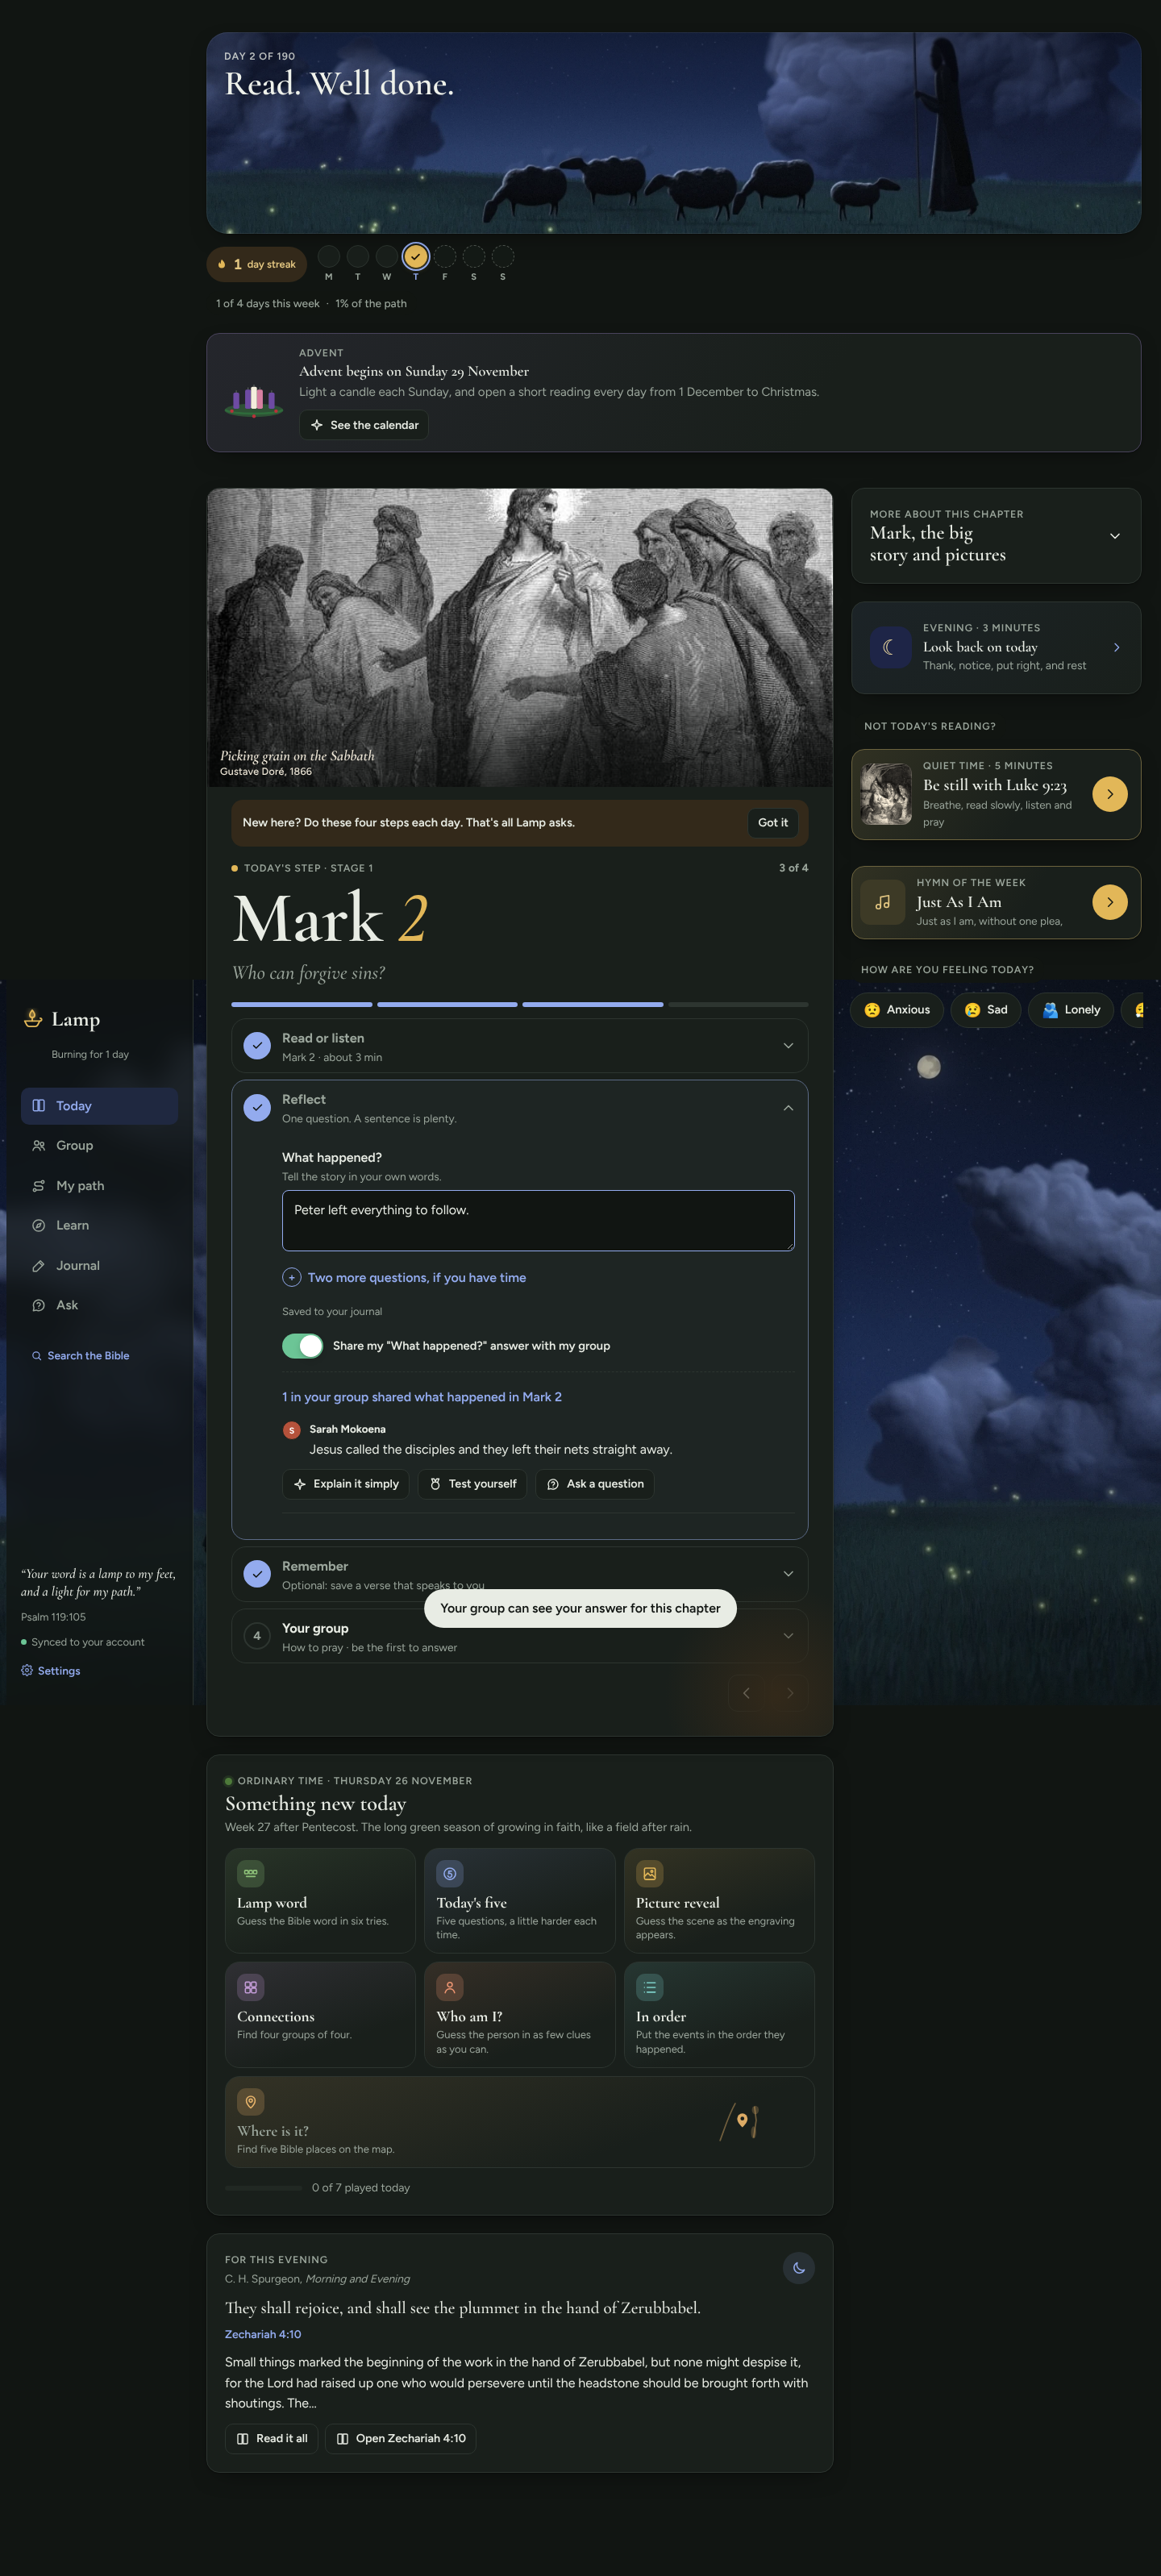 DAY 2 OF 190
Read. Well done.
1 day streak
M T W T F S S
1 of 4 days this week · 1% of the path
ADVENT
Advent begins on Sunday 29 November
Light a candle each Sunday, and open a short reading every day from 1 December to Christmas.
See the calendar
Picking grain on the Sabbath
Gustave Doré, 1866
New here? Do these four steps each day. That's all Lamp asks.
Got it
TODAY'S STEP · STAGE 1
3 of 4
Mark 2
Who can forgive sins?
Read or listen
Mark 2 · about 3 min
Reflect
One question. A sentence is plenty.
What happened?
Tell the story in your own words.
Peter left everything to follow.
Two more questions, if you have time
Saved to your journal
Share my "What happened?" answer with my group
1 in your group shared what happened in Mark 2
S
Sarah Mokoena
Jesus called the disciples and they left their nets straight away.
Explain it simply
Test yourself
Ask a question
Remember
Optional: save a verse that speaks to you
Your group can see your answer for this chapter
4
Your group
How to pray · be the first to answer
MORE ABOUT THIS CHAPTER
Mark, the big
story and pictures
EVENING · 3 MINUTES
Look back on today
Thank, notice, put right, and rest
NOT TODAY'S READING?
QUIET TIME · 5 MINUTES
Be still with Luke 9:23
Breathe, read slowly, listen and
pray
HYMN OF THE WEEK
Just As I Am
Just as I am, without one plea,
HOW ARE YOU FEELING TODAY?
Anxious
Sad
Lonely
Lamp
Burning for 1 day
Today
Group
My path
Learn
Journal
Ask
Search the Bible
“Your word is a lamp to my feet,
and a light for my path.”
Psalm 119:105
Synced to your account
Settings
ORDINARY TIME · THURSDAY 26 NOVEMBER
Something new today
Week 27 after Pentecost. The long green season of growing in faith, like a field after rain.
Lamp word
Guess the Bible word in six tries.
5
Today's five
Five questions, a little harder each
time.
Picture reveal
Guess the scene as the engraving
appears.
Connections
Find four groups of four.
Who am I?
Guess the person in as few clues
as you can.
In order
Put the events in the order they
happened.
Where is it?
Find five Bible places on the map.
0 of 7 played today
FOR THIS EVENING
C. H. Spurgeon, Morning and Evening
They shall rejoice, and shall see the plummet in the hand of Zerubbabel.
Zechariah 4:10
Small things marked the beginning of the work in the hand of Zerubbabel, but none might despise it,
for the Lord had raised up one who would persevere until the headstone should be brought forth with
shoutings. The…
Read it all
Open Zechariah 4:10